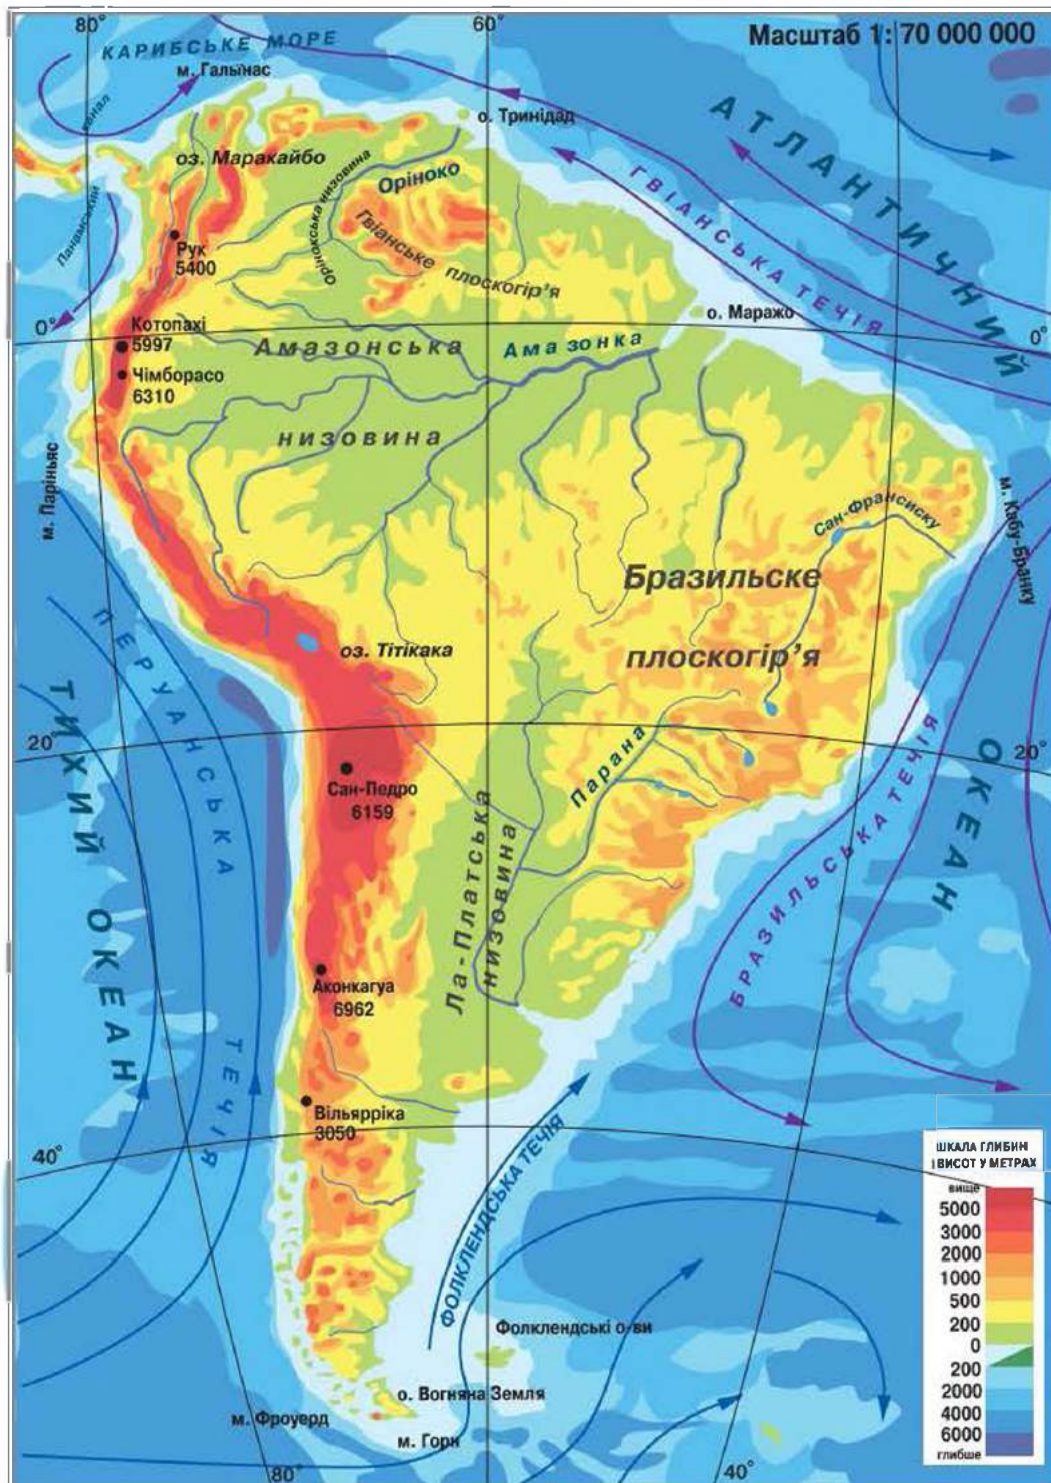 80°
60°
Масштаб 1: 70 000 000
КАРИБСЬКЕ МОРЕ
м. Гальїнас
Панамський канал
о. Тринідад
АТЛАНТИЧНИЙ
оз. Маракайбо
Оріноко
Орінокська низовина
ГВІАНСЬКА ТЕЧІЯ
Рук
5400
Гвіанське плоскогір’я
0°
о. Маражо
0°
Котопахі
5997
Амазонська
Амазонка
Чімборасо
6310
низовина
м. Паріньяс
Сан-Франсиску
м. Кабу-Бранку
Бразильске
плоскогір’я
ПЕРУАНСЬКА
оз. Тітікака
ТИХИЙ ОКЕАН
20°
20°
ОКЕАН
Парана
Сан-Педро
6159
БРАЗИЛЬСЬКА ТЕЧІЯ
Ла-Платська
низовина
Аконкагуа
6962
ТЕЧІЯ
Вільярріка
3050
40°
ФОЛКЛЕНДСЬКА ТЕЧІЯ
ШКАЛА ГЛИБИН
І ВИСОТ У МЕТРАХ
вище
5000
3000
2000
1000
500
200
0
200
2000
4000
6000
глибше
Фолклендські о-ви
о. Вогняна Земля
м. Фроуерд
м. Горн
80°
40°